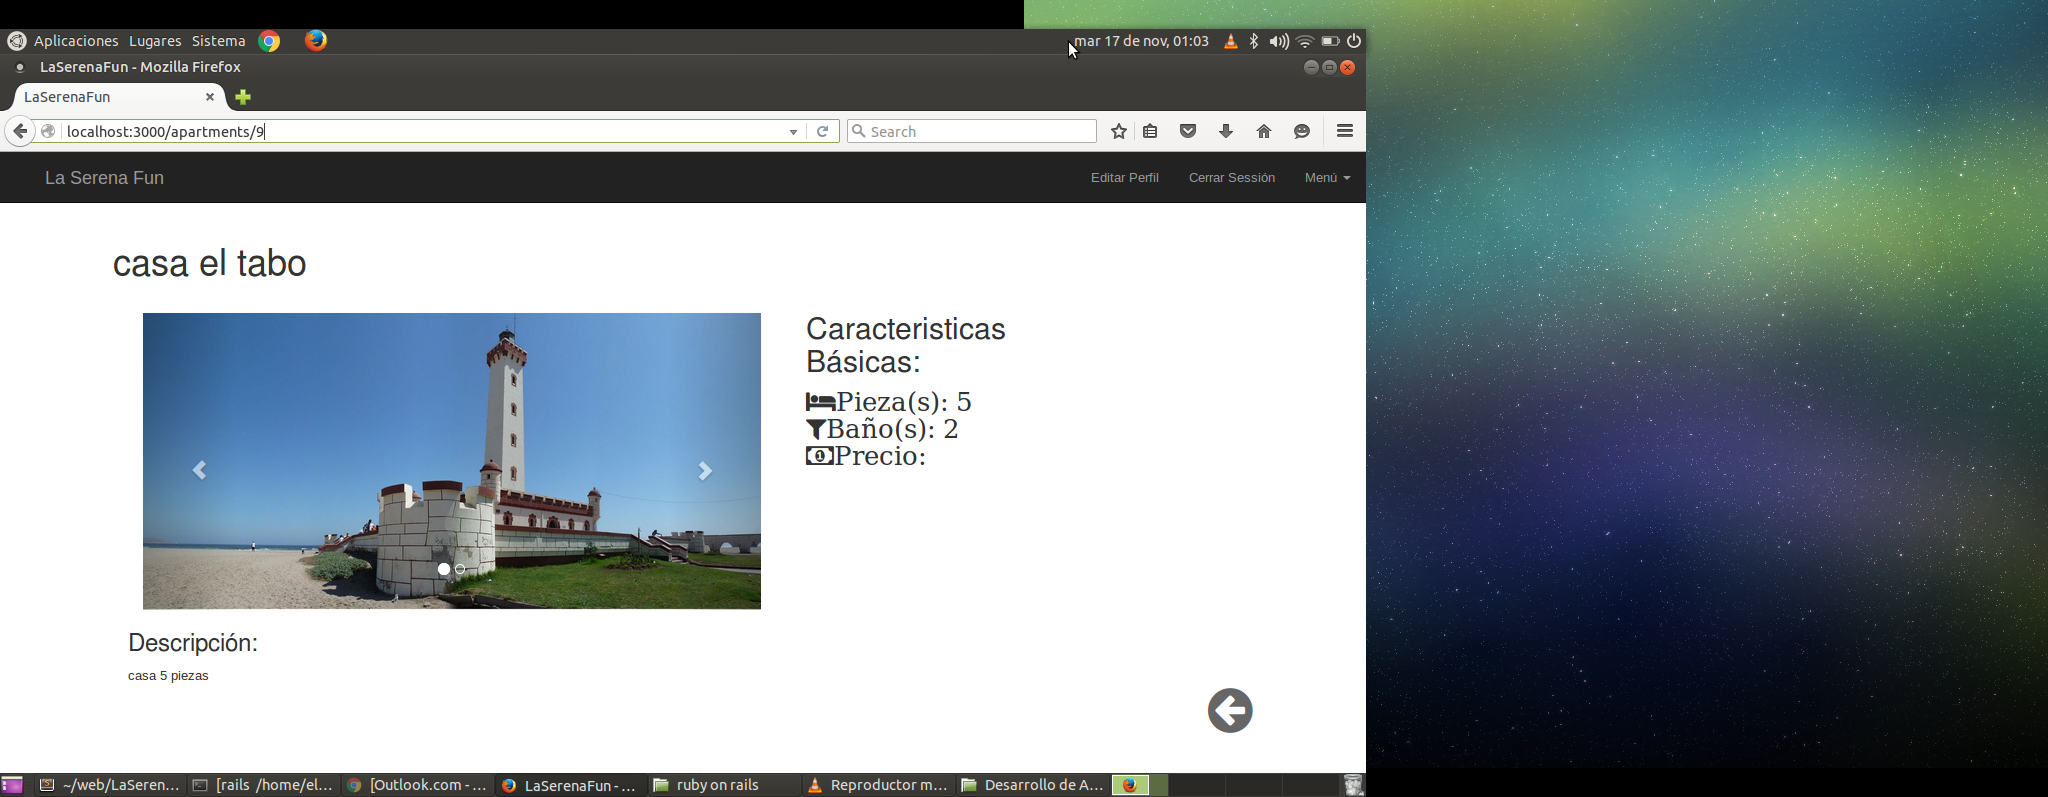 Aplicaciones Lugares Sistema mar 17 de nov, 01:03
LaSerenaFun - Mozilla Firefox
LaSerenaFun
localhost:3000/apartments/9 Search
La Serena Fun Editar Perfil Cerrar Sessión Menú
casa el tabo
Caracteristicas
Básicas:
Pieza(s): 5
Baño(s): 2
Precio:
Descripción:
casa 5 piezas
~/web/LaSeren... [rails /home/el... [Outlook.com - ... LaSerenaFun - ... ruby on rails Reproductor m... Desarrollo de A...